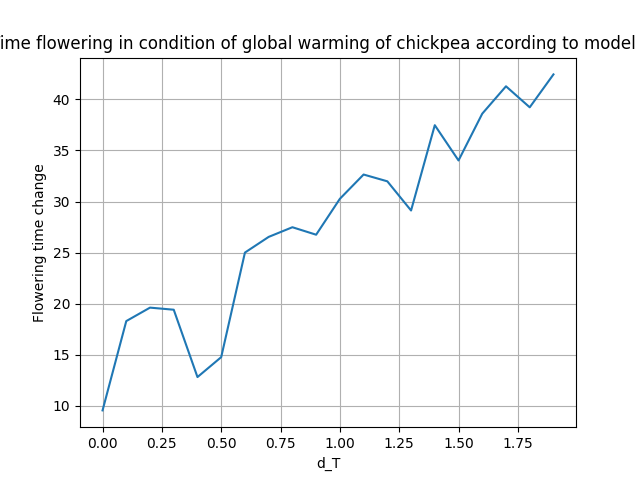 ime flowering in condition of global warming of chickpea according to model
40
35
30
25
20
15
10
Flowering time change
0.00 0.25 0.50 0.75 1.00 1.25 1.50 1.75
d_T